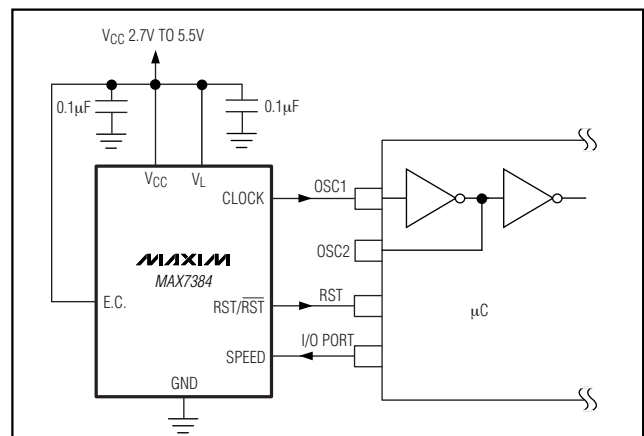 VCC 2.7V TO 5.5V
0.1µF
0.1µF
VCC
VL
CLOCK
OSC1
MAXIM
MAX7384
OSC2
E.C.
RST/RST
RST
µC
SPEED
I/O PORT
GND